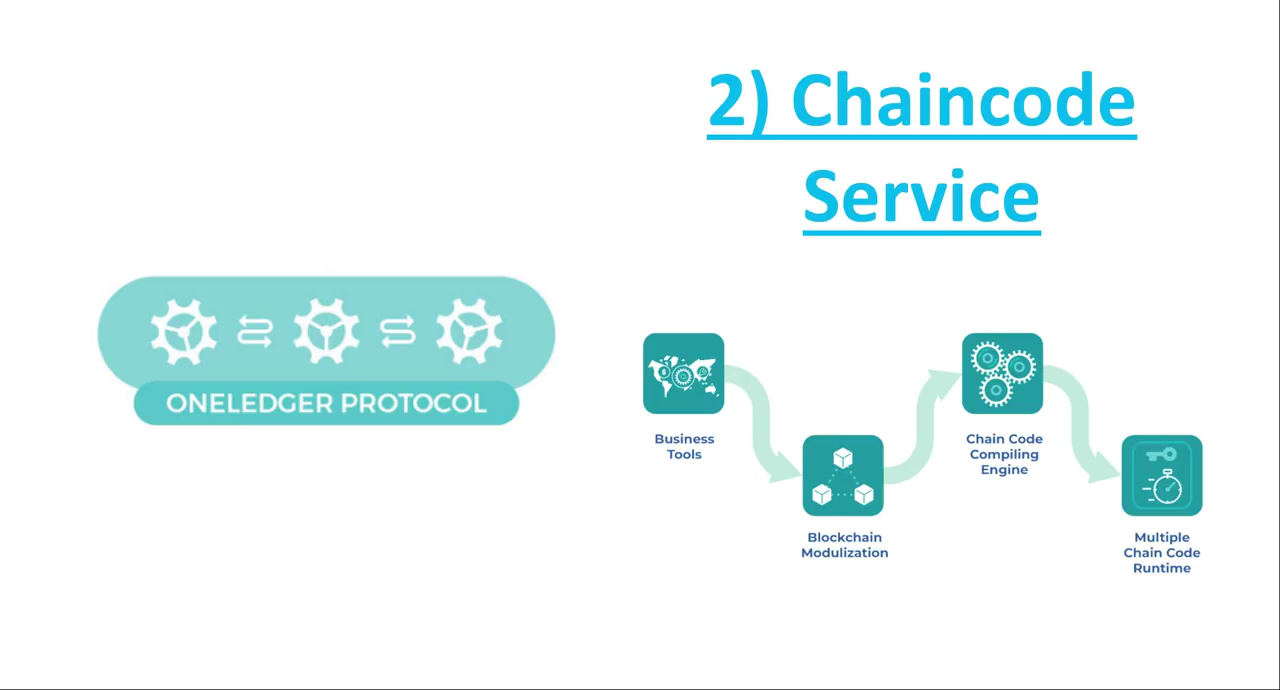 2) Chaincode
Service
ONELEDGER PROTOCOL
Business
Tools
Blockchain
Modulization
Chain Code
Compiling
Engine
Multiple
Chain Code
Runtime